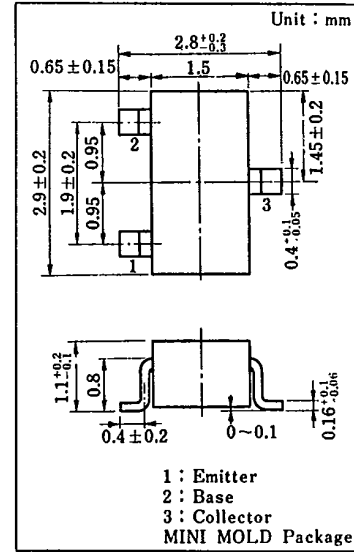 Unit : mm
2.8 +0.2 -0.3
0.65±0.15 1.5 0.65±0.15
2.9±0.2
1.9±0.2
0.95
0.95
2
1
3
1.45±0.2
0.4 +0.1 -0.05
1.1 +0.2 -0.1
0.8
0.4±0.2
0~0.1
0.16 +0.1 -0.06
1 : Emitter
2 : Base
3 : Collector
MINI MOLD Package